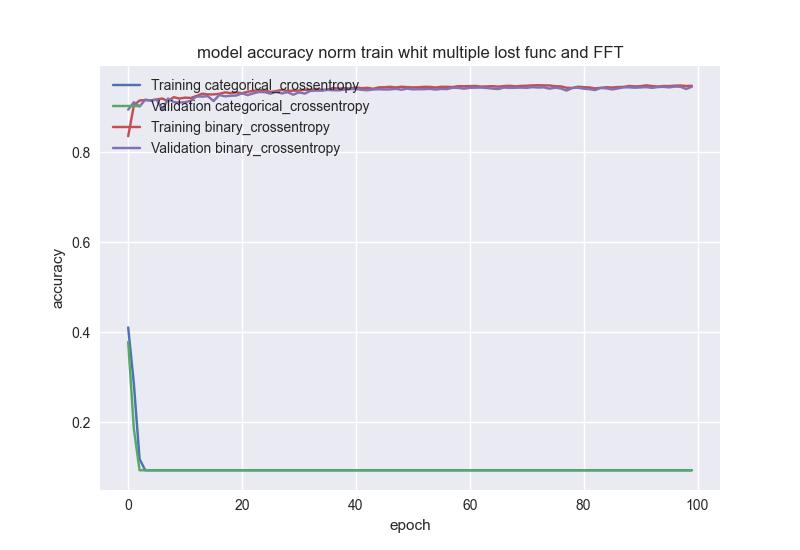 model accuracy norm train whit multiple lost func and FFT
Training categorical_crossentropy
Validation categorical_crossentropy
Training binary_crossentropy
Validation binary_crossentropy
0.8
0.6
0.4
0.2
accuracy
0 20 40 60 80 100
epoch